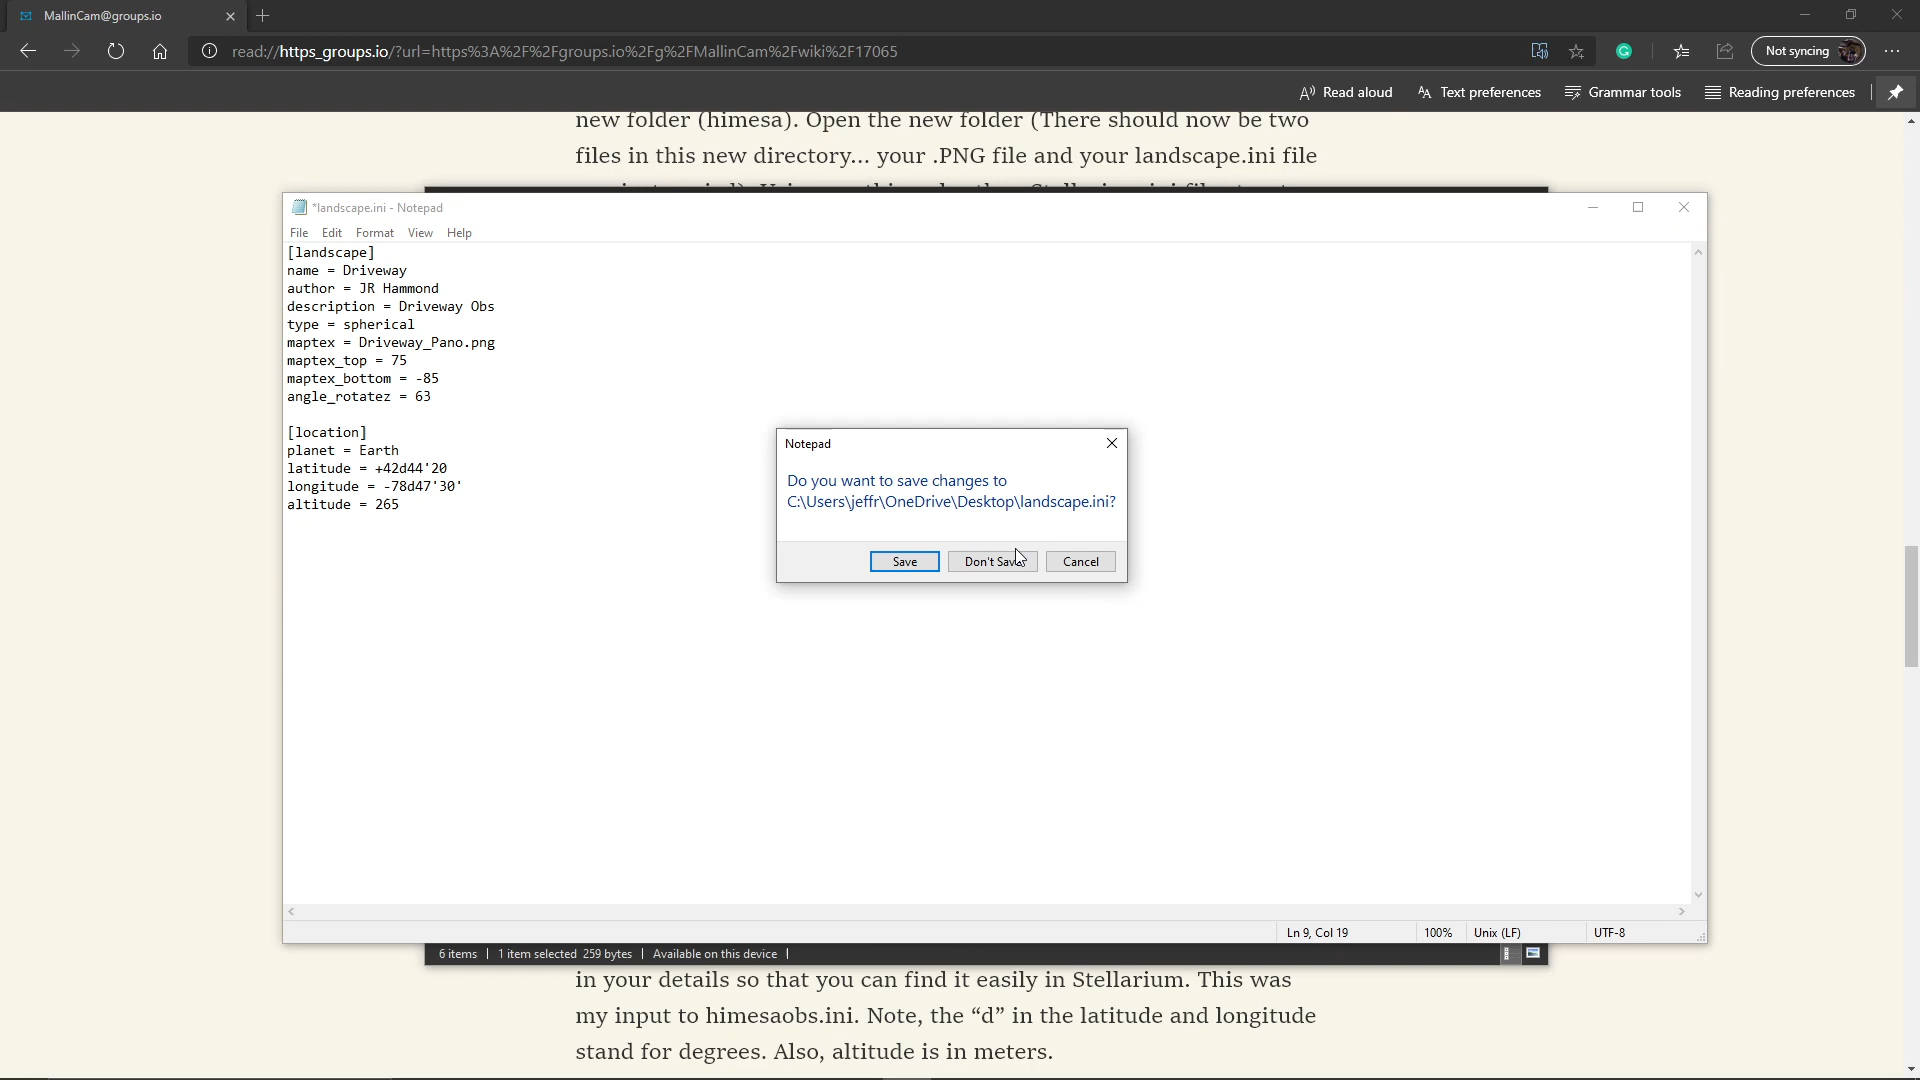 MallinCam@groups.io
read://https_groups.io/?url=https%3A%2F%2Fgroups.io%2Fg%2FMallinCam%2Fwiki%2F17065
Not syncing
Read aloud
Text preferences
Grammar tools
Reading preferences
new folder (himesa). Open the new folder (There should now be two
files in this new directory... your .PNG file and your landscape.ini file
*landscape.ini - Notepad
File Edit Format View Help
[landscape]
name = Driveway
author = JR Hammond
description = Driveway Obs
type = spherical
maptex = Driveway_Pano.png
maptex_top = 75
maptex_bottom = -85
angle_rotatez = 63
[location]
planet = Earth
latitude = +42d44'20
longitude = -78d47'30'
altitude = 265
Notepad
Do you want to save changes to
C:\Users\jeffr\OneDrive\Desktop\landscape.ini?
Save
Don't Save
Cancel
Ln 9, Col 19
100%
Unix (LF)
UTF-8
6 items
1 item selected 259 bytes
Available on this device
in your details so that you can find it easily in Stellarium. This was
my input to himesaobs.ini. Note, the “d” in the latitude and longitude
stand for degrees. Also, altitude is in meters.